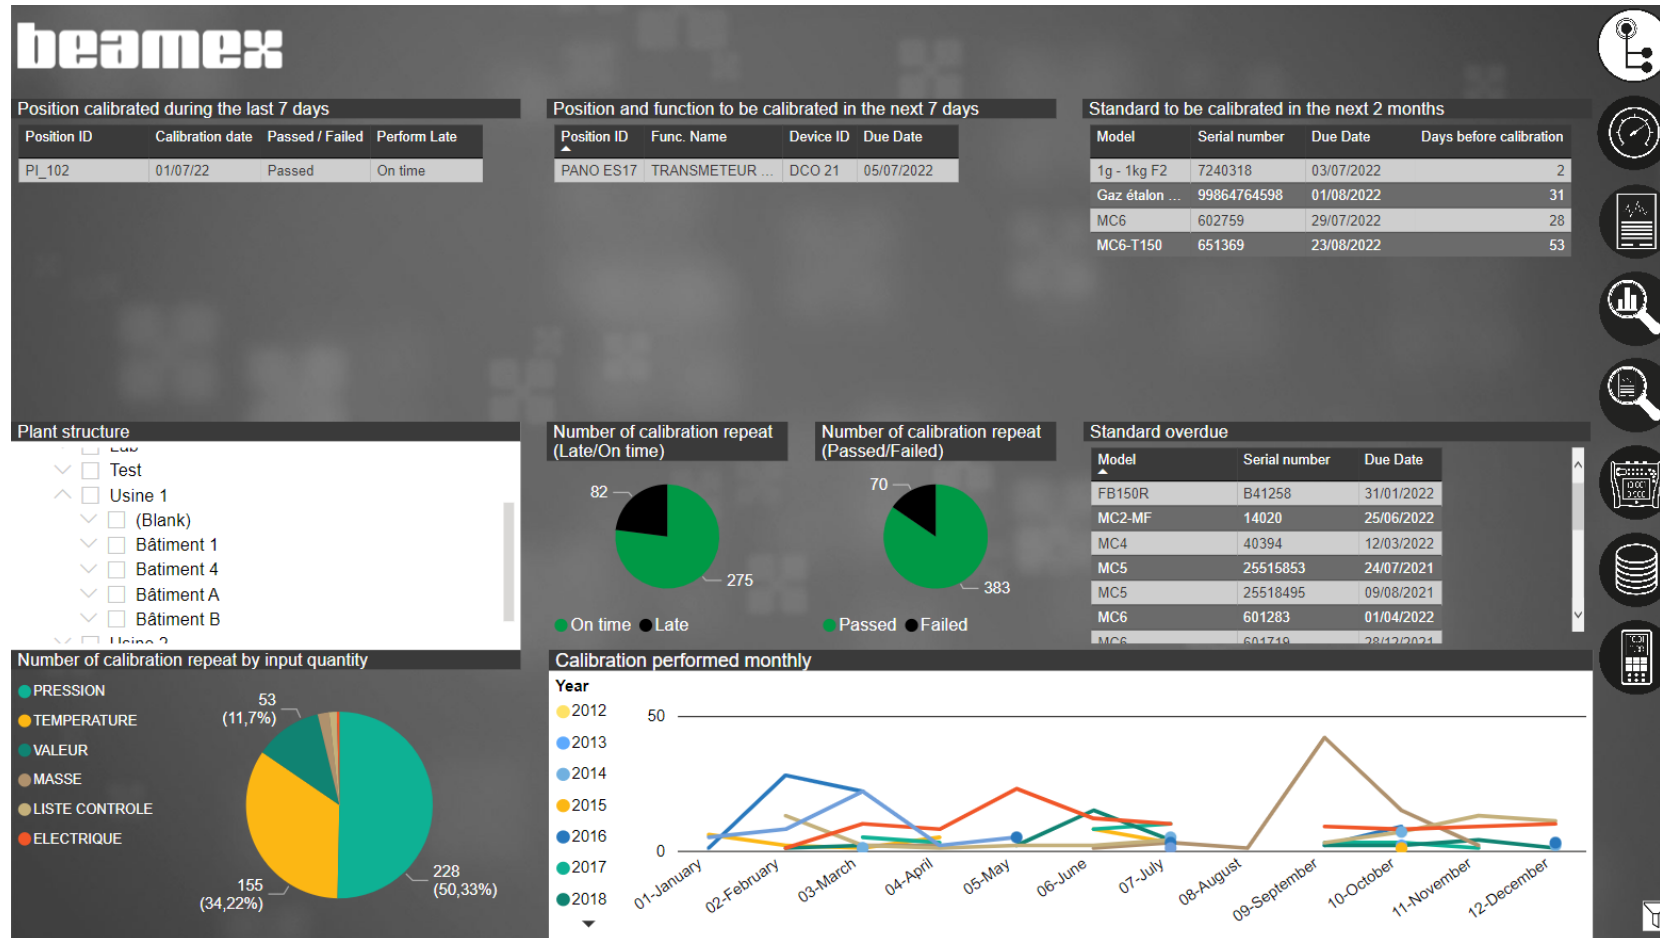 beamex
Position calibrated during the last 7 days
Position ID Calibration date Passed / Failed Perform Late
PI_102 01/07/22 Passed On time
Position and function to be calibrated in the next 7 days
Position ID Func. Name Device ID Due Date
PANO ES17 TRANSMETEUR ... DCO 21 05/07/2022
Standard to be calibrated in the next 2 months
Model Serial number Due Date Days before calibration
1g - 1kg F2 7240318 03/07/2022 2
Gaz étalon ... 99864764598 01/08/2022 31
MC6 602759 29/07/2022 28
MC6-T150 651369 23/08/2022 53
Plant structure
Lab
Test
Usine 1
(Blank)
Bâtiment 1
Batiment 4
Bâtiment A
Bâtiment B
Usine 2
Number of calibration repeat
(Late/On time)
82
275
On time Late
Number of calibration repeat
(Passed/Failed)
70
383
Passed Failed
Standard overdue
Model Serial number Due Date
FB150R B41258 31/01/2022
MC2-MF 14020 25/06/2022
MC4 40394 12/03/2022
MC5 25515853 24/07/2021
MC5 25518495 09/08/2021
MC6 601283 01/04/2022
MC6 601719 28/12/2021
Number of calibration repeat by input quantity
PRESSION
TEMPERATURE
VALEUR
MASSE
LISTE CONTROLE
ELECTRIQUE
53
(11,7%)
155
(34,22%)
228
(50,33%)
Calibration performed monthly
Year
2012
2013
2014
2015
2016
2017
2018
50
0
01-January 02-February 03-March 04-April 05-May 06-June 07-July 08-August 09-September 10-October 11-November 12-December